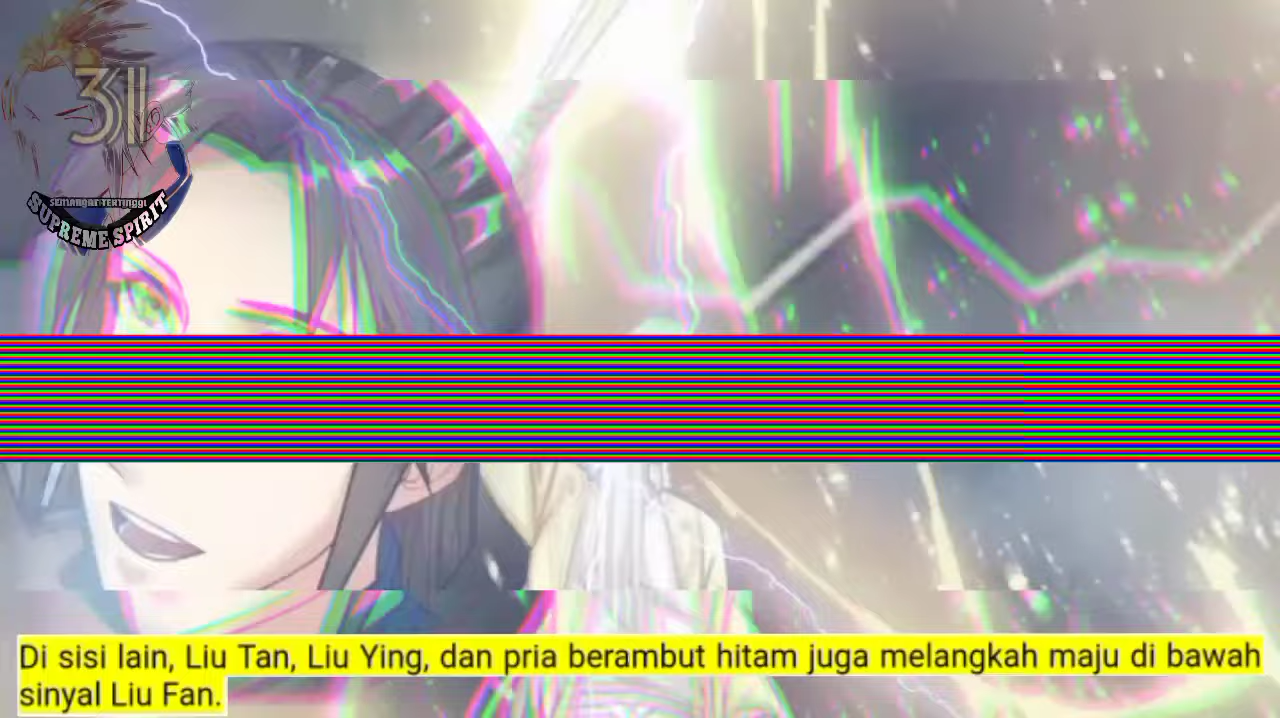 31
SEMANGAT TERTINGGI
SUPREME SPIRIT
Di sisi lain, Liu Tan, Liu Ying, dan pria berambut hitam juga melangkah maju di bawah
sinyal Liu Fan.